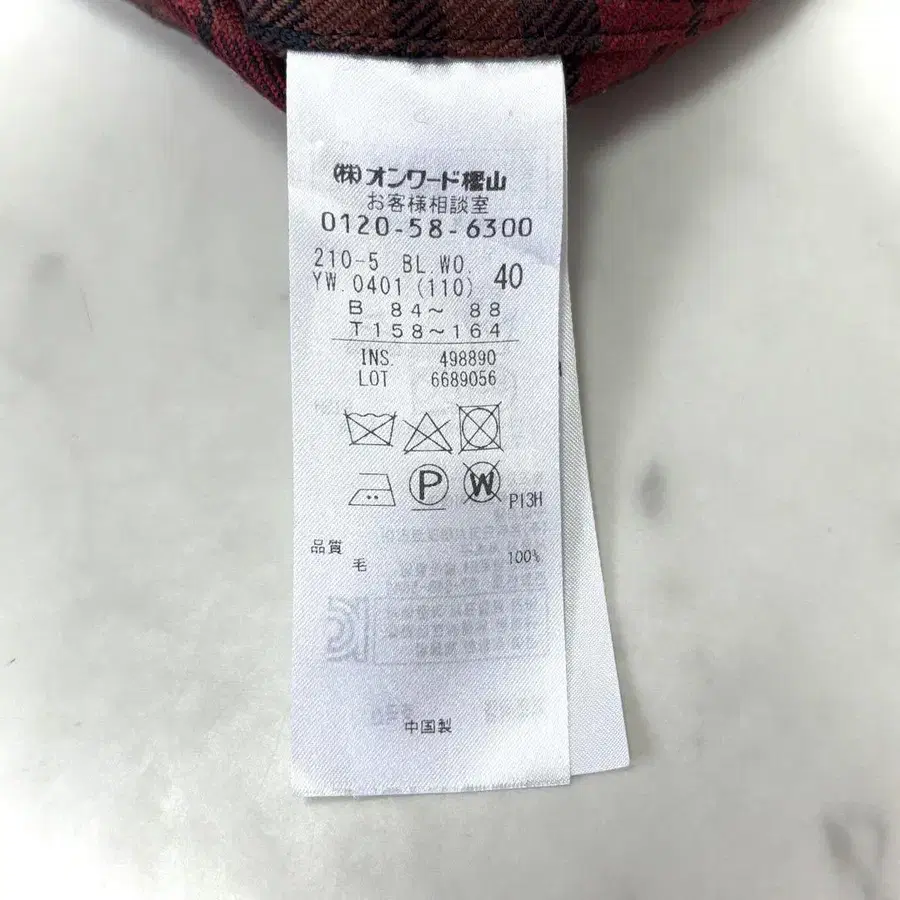 (株)オンワード樫山
お客様相談室
0120-58-6300
210-5 BL.WO. 40
YW.0401(110)
B 84～ 88
T158～164
INS. 498890
LOT 6689056
P W P13H
品質
毛 100%
中国製